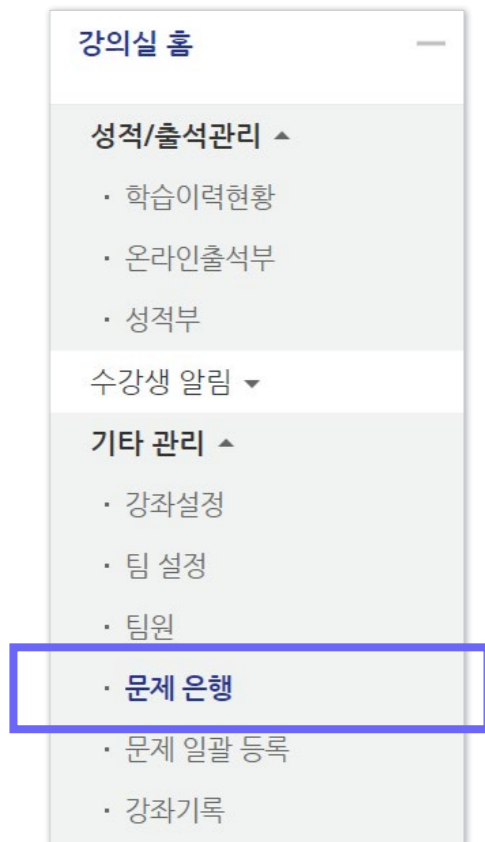 강의실 홈
성적/출석관리
· 학습이력현황
· 온라인출석부
· 성적부
수강생 알림
기타 관리
· 강좌설정
· 팀 설정
· 팀원
· 문제 은행
· 문제 일괄 등록
· 강좌기록